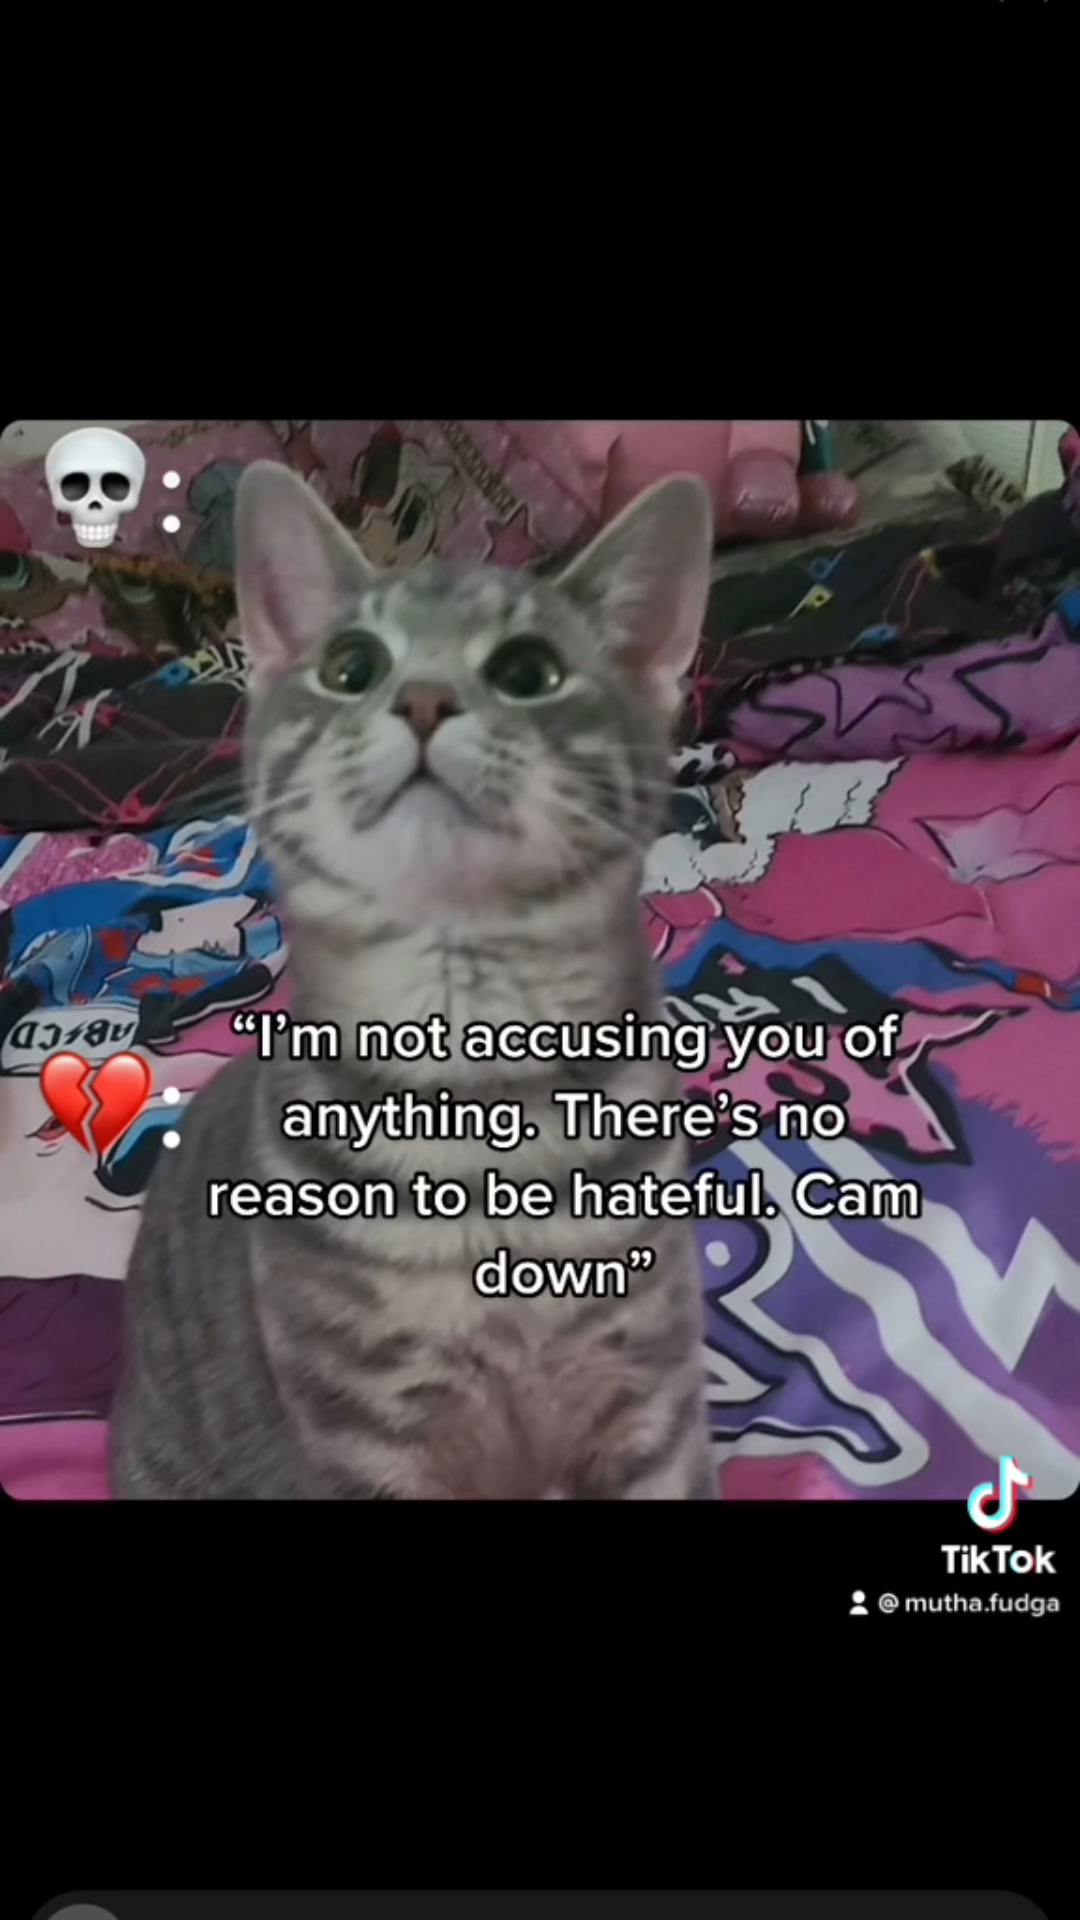 💀:
💔: “I’m not accusing you of
anything. There’s no
reason to be hateful. Cam
down”
TikTok
@mutha.fudga